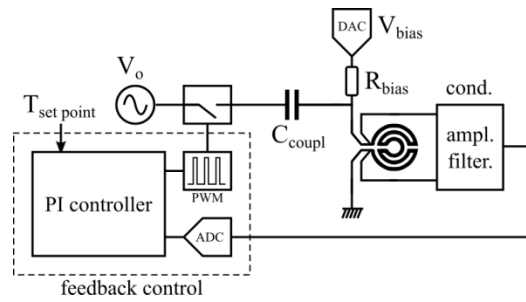 DAC
V_bias
V_o
R_bias
cond.
T_set point
C_coupl
ampl.
filter.
PI controller
PWM
ADC
feedback control